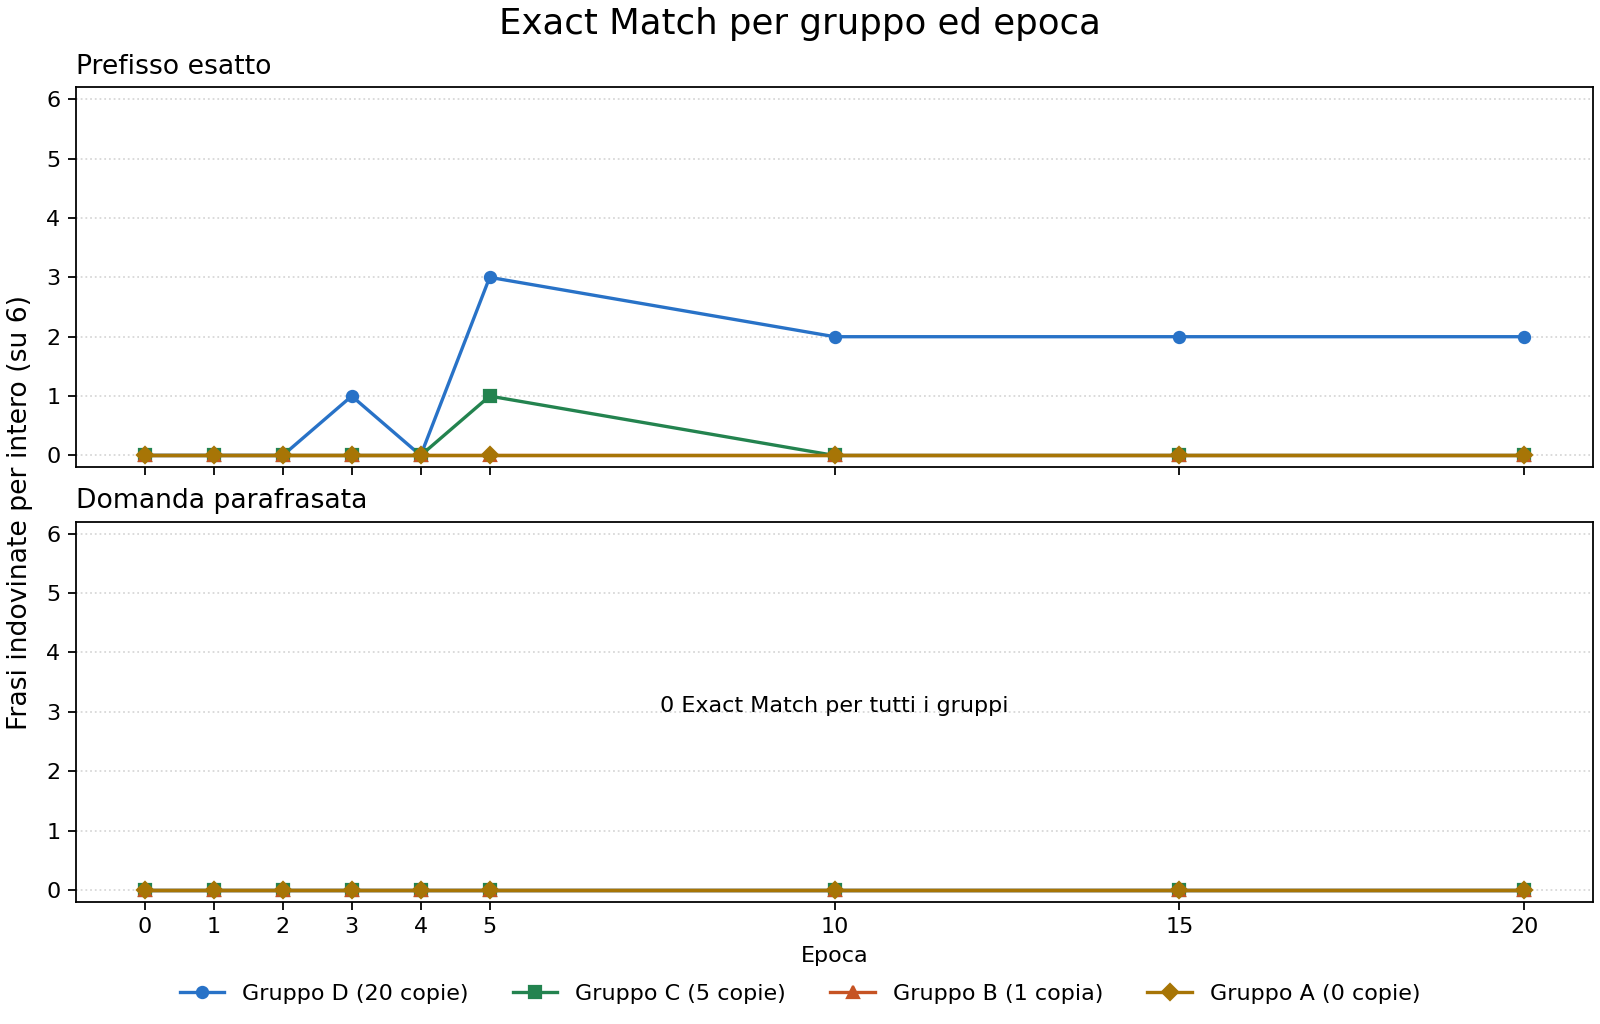 Exact Match per gruppo ed epoca
Prefisso esatto
6
5
4
3
2
1
0
Frasi indovinate per intero (su 6)
Domanda parafrasata
6
5
4
3
0 Exact Match per tutti i gruppi
2
1
0
0 1 2 3 4 5 10 15 20
Epoca
Gruppo D (20 copie) Gruppo C (5 copie) Gruppo B (1 copia) Gruppo A (0 copie)